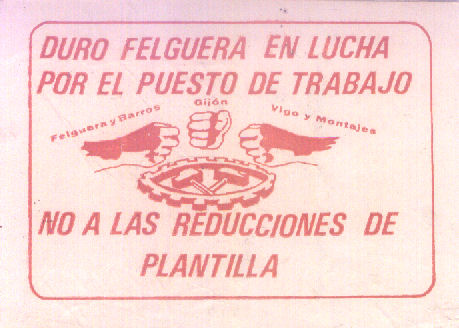 DURO FELGUERA EN LUCHA
POR EL PUESTO DE TRABAJO
Felguera y Barros
Gijón
Vigo y Montajes
NO A LAS REDUCCIONES DE
PLANTILLA